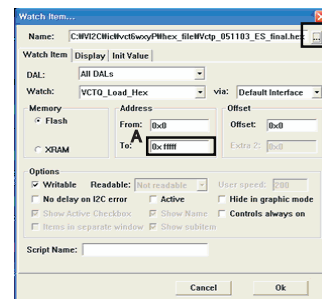 Watch Item...
Name: C:\VI2C\vct6wxyP\hex_file\Vctp_051103_ES_final.hex ...
Watch Item Display Init Value
DAL: All DALs
Watch: VCTQ_Load_Hex via: Default Interface
Memory Address Offset
Flash From: 0x0 Offset: 0x0
A
XRAM To: 0x fffff Extra 2: 0x0
Options
Writable Readable: Not readable User speed: 200
No delay on I2C error Active Hide in graphic mode
Show Active Checkbox Show Name Controls always on
Items in separate window Show subitem
Script Name:
Cancel Ok